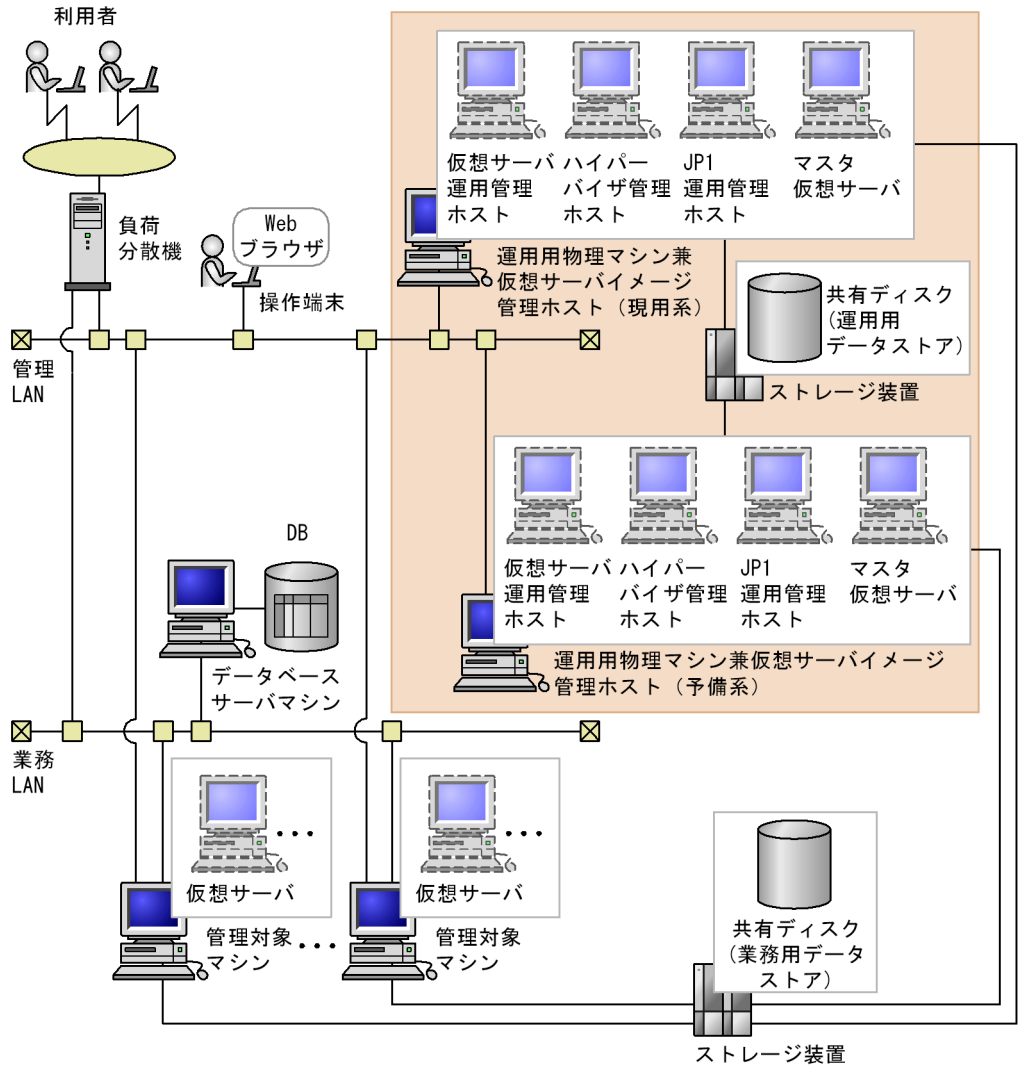 利用者
仮想サーバ
運用管理
ホスト
ハイパー
バイザ管理
ホスト
JP1
運用管理
ホスト
マスタ
仮想サーバ
負荷
分散機
Web
ブラウザ
操作端末
運用用物理マシン兼
仮想サーバイメージ
管理ホスト（現用系）
共有ディスク
（運用用
データストア）
ストレージ装置
管理
LAN
仮想サーバ
運用管理
ホスト
ハイパー
バイザ管理
ホスト
JP1
運用管理
ホスト
マスタ
仮想サーバ
運用用物理マシン兼仮想サーバイメージ
管理ホスト（予備系）
DB
データベース
サーバマシン
業務
LAN
・・・
仮想サーバ
管理対象
マシン
・・・
・・・
仮想サーバ
管理対象
マシン
共有ディスク
（業務用データ
ストア）
ストレージ装置